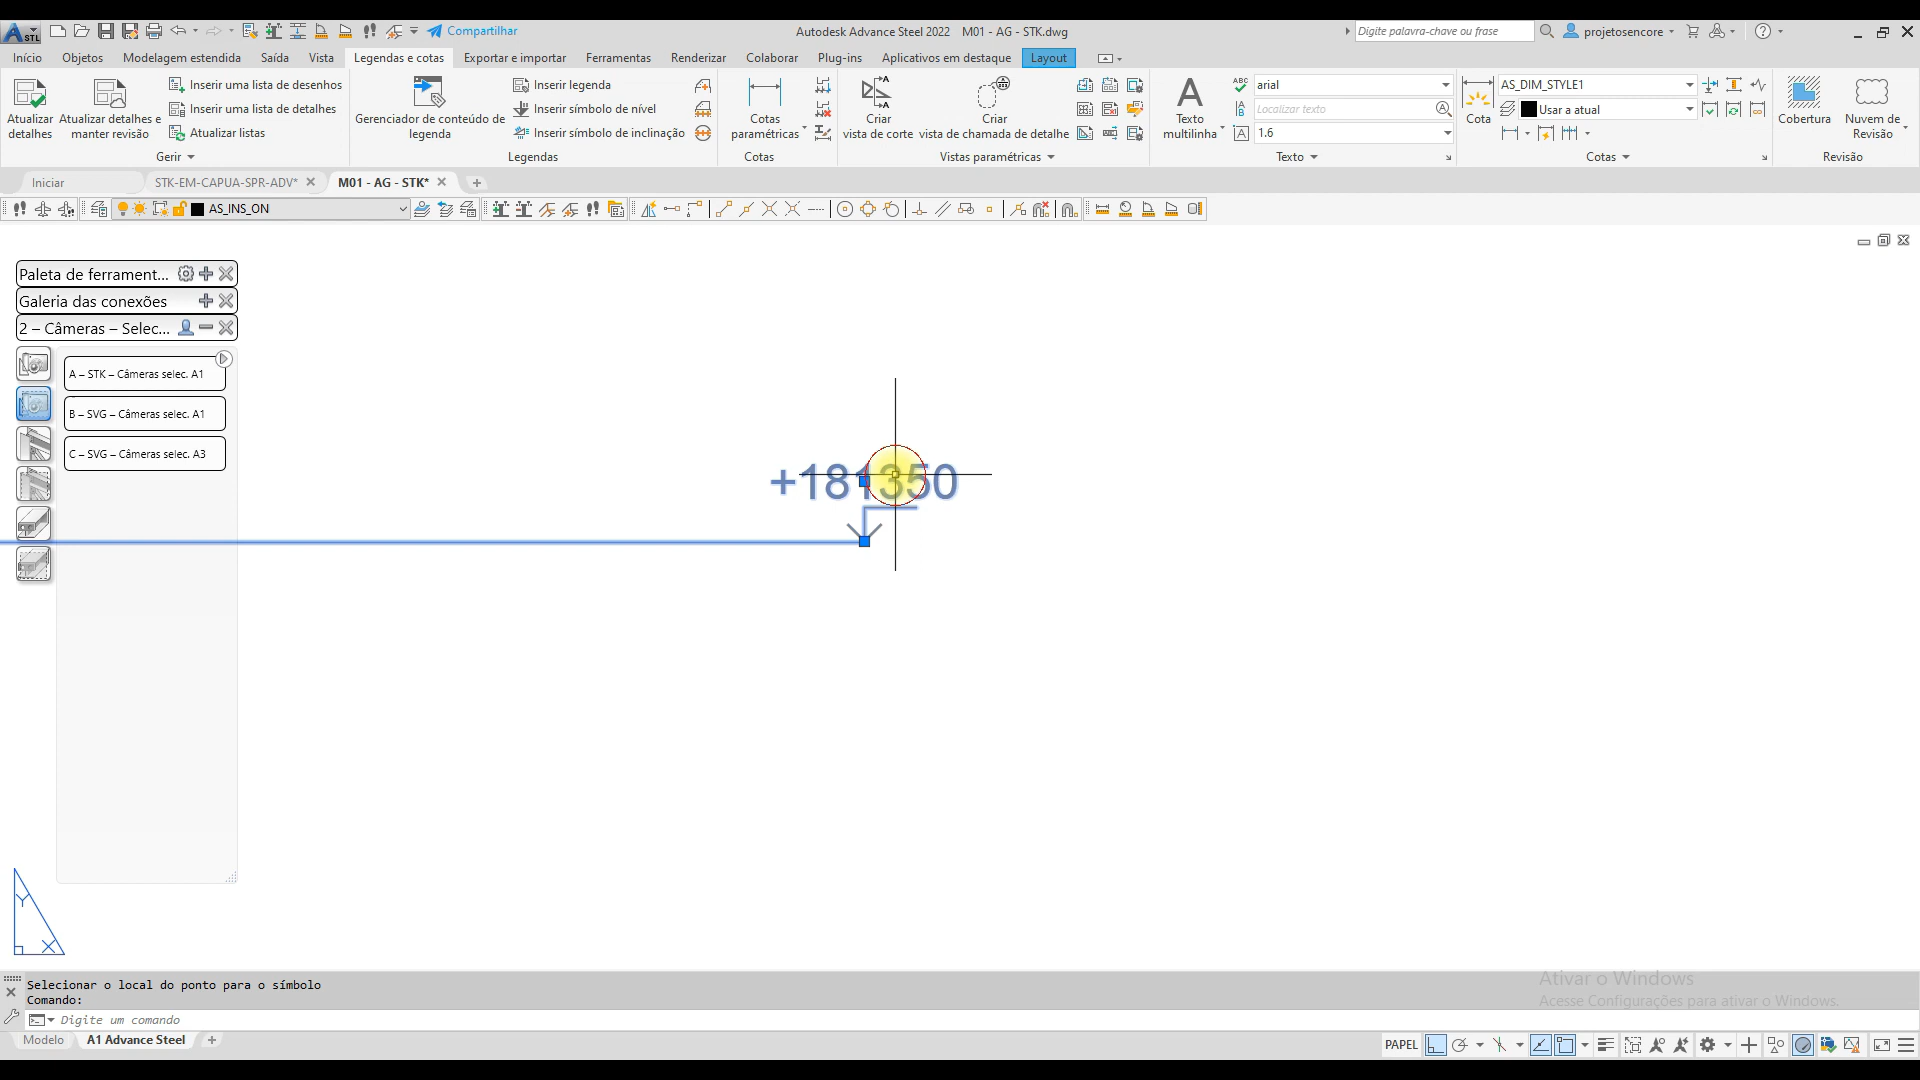 STL
Compartilhar
Autodesk Advance Steel 2022 M01 - AG - STK.dwg
Digite palavra-chave ou frase
projetosencore
Início Objetos Modelagem estendida Saída Vista Legendas e cotas Exportar e importar Ferramentas Renderizar Colaborar Plug-ins Aplicativos em destaque Layout
Atualizar detalhes
Atualizar detalhes e manter revisão
Inserir uma lista de desenhos
Inserir uma lista de detalhes
Atualizar listas
Gerenciador de conteúdo de legenda
Inserir legenda
Inserir símbolo de nível
Inserir símbolo de inclinação
Cotas paramétricas
Criar vista de corte
Criar vista de chamada de detalhe
Texto multilinha
ABC
arial
Localizar texto
1.6
Cota
AS_DIM_STYLE1
Usar a atual
Cobertura
Nuvem de Revisão
Gerir Legendas Cotas Vistas paramétricas Texto Cotas Revisão
Iniciar STK-EM-CAPUA-SPR-ADV* M01 - AG - STK*
AS_INS_ON
Paleta de ferrament...
Galeria das conexões
2 – Câmeras – Selec...
A – STK – Câmeras selec. A1
B – SVG – Câmeras selec. A1
C – SVG – Câmeras selec. A3
+181350
Y
X
Selecionar o local do ponto para o símbolo
Comando:
Digite um comando
Ativar o Windows
Acesse Configurações para ativar o Windows.
Modelo A1 Advance Steel
PAPEL